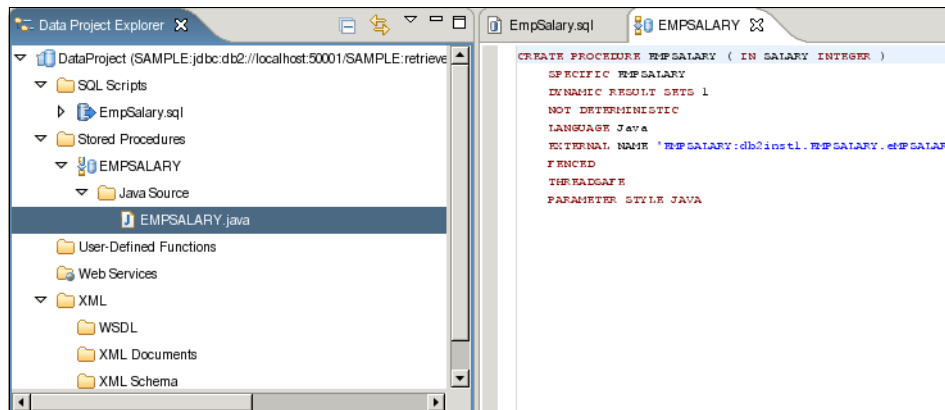 Data Project Explorer
DataProject (SAMPLE:jdbc:db2://localhost:50001/SAMPLE:retrieve
SQL Scripts
EmpSalary.sql
Stored Procedures
EMPSALARY
Java Source
EMPSALARY.java
User-Defined Functions
Web Services
XML
WSDL
XML Documents
XML Schema
EmpSalary.sql
EMPSALARY
CREATE PROCEDURE EMPSALARY ( IN SALARY INTEGER )
SPECIFIC EMPSALARY
DYNAMIC RESULT SETS 1
NOT DETERMINISTIC
LANGUAGE Java
EXTERNAL NAME 'EMPSALARY:db2inst1.EMPSALARY.eMPSALAR
FENCED
THREADSAFE
PARAMETER STYLE JAVA